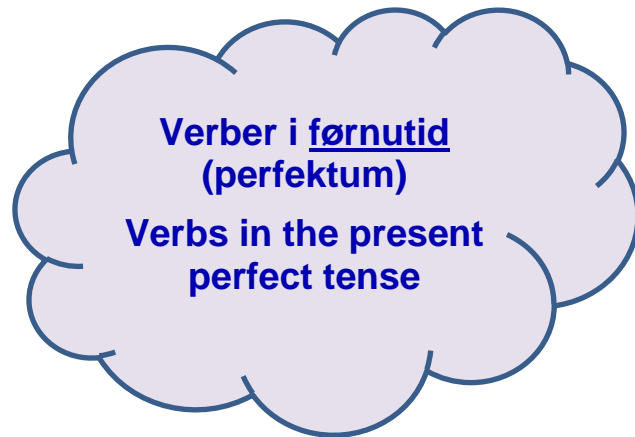 Verber i førnutid
(perfektum)
Verbs in the present
perfect tense